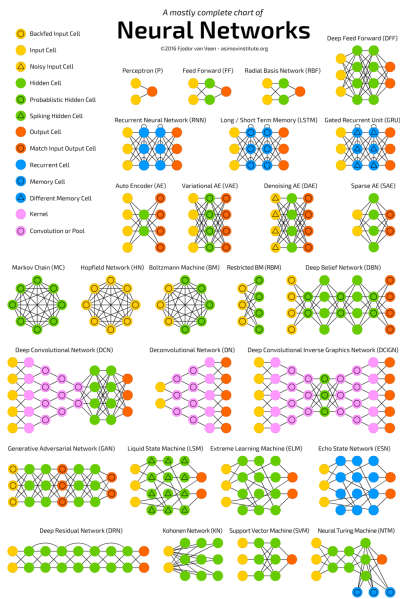 A mostly complete chart of
Neural Networks
©2016 Fjodor van Veen - asimovinstitute.org
Backfed Input Cell
Input Cell
Noisy Input Cell
Hidden Cell
Probablistic Hidden Cell
Spiking Hidden Cell
Output Cell
Match Input Output Cell
Recurrent Cell
Memory Cell
Different Memory Cell
Kernel
Convolution or Pool
Deep Feed Forward (DFF)
Perceptron (P)
Feed Forward (FF)
Radial Basis Network (RBF)
Recurrent Neural Network (RNN)
Long / Short Term Memory (LSTM)
Gated Recurrent Unit (GRU)
Auto Encoder (AE)
Variational AE (VAE)
Denoising AE (DAE)
Sparse AE (SAE)
Markov Chain (MC)
Hopfield Network (HN)
Boltzmann Machine (BM)
Restricted BM (RBM)
Deep Belief Network (DBN)
Deep Convolutional Network (DCN)
Deconvolutional Network (DN)
Deep Convolutional Inverse Graphics Network (DCIGN)
Generative Adversarial Network (GAN)
Liquid State Machine (LSM)
Extreme Learning Machine (ELM)
Echo State Network (ESN)
Deep Residual Network (DRN)
Kohonen Network (KN)
Support Vector Machine (SVM)
Neural Turing Machine (NTM)